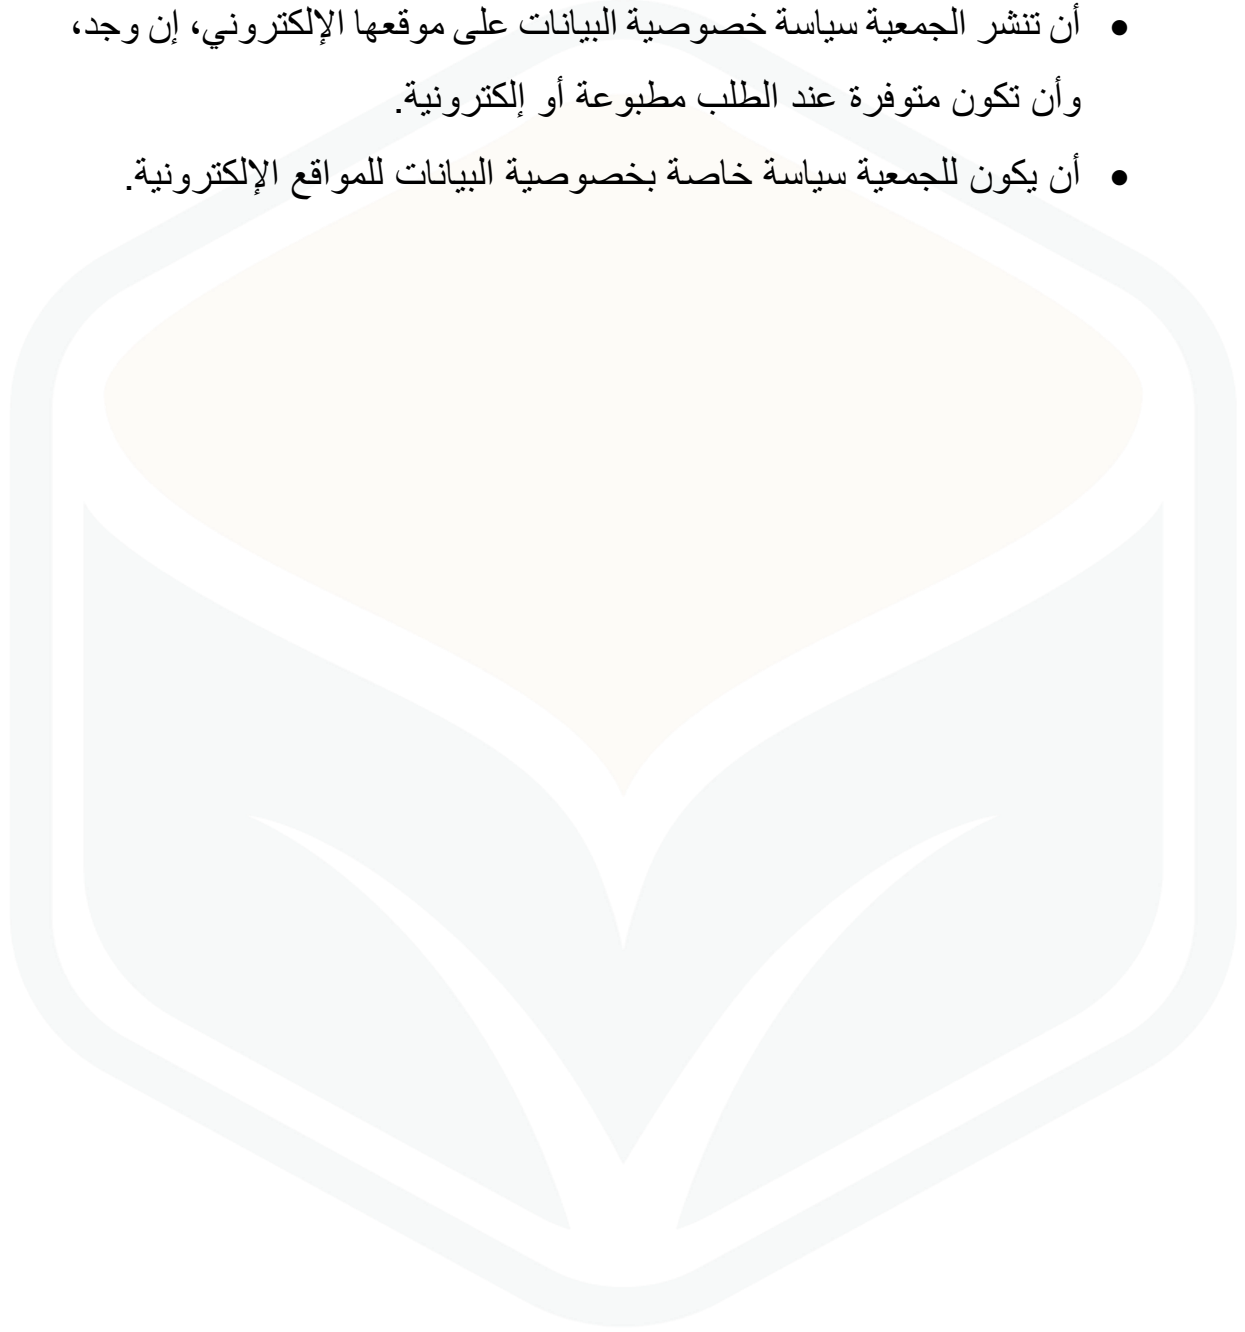 • أن تنشر الجمعية سياسة خصوصية البيانات على موقعها الإلكتروني، إن وجد،
وأن تكون متوفرة عند الطلب مطبوعة أو إلكترونية.
• أن يكون للجمعية سياسة خاصة بخصوصية البيانات للمواقع الإلكترونية.